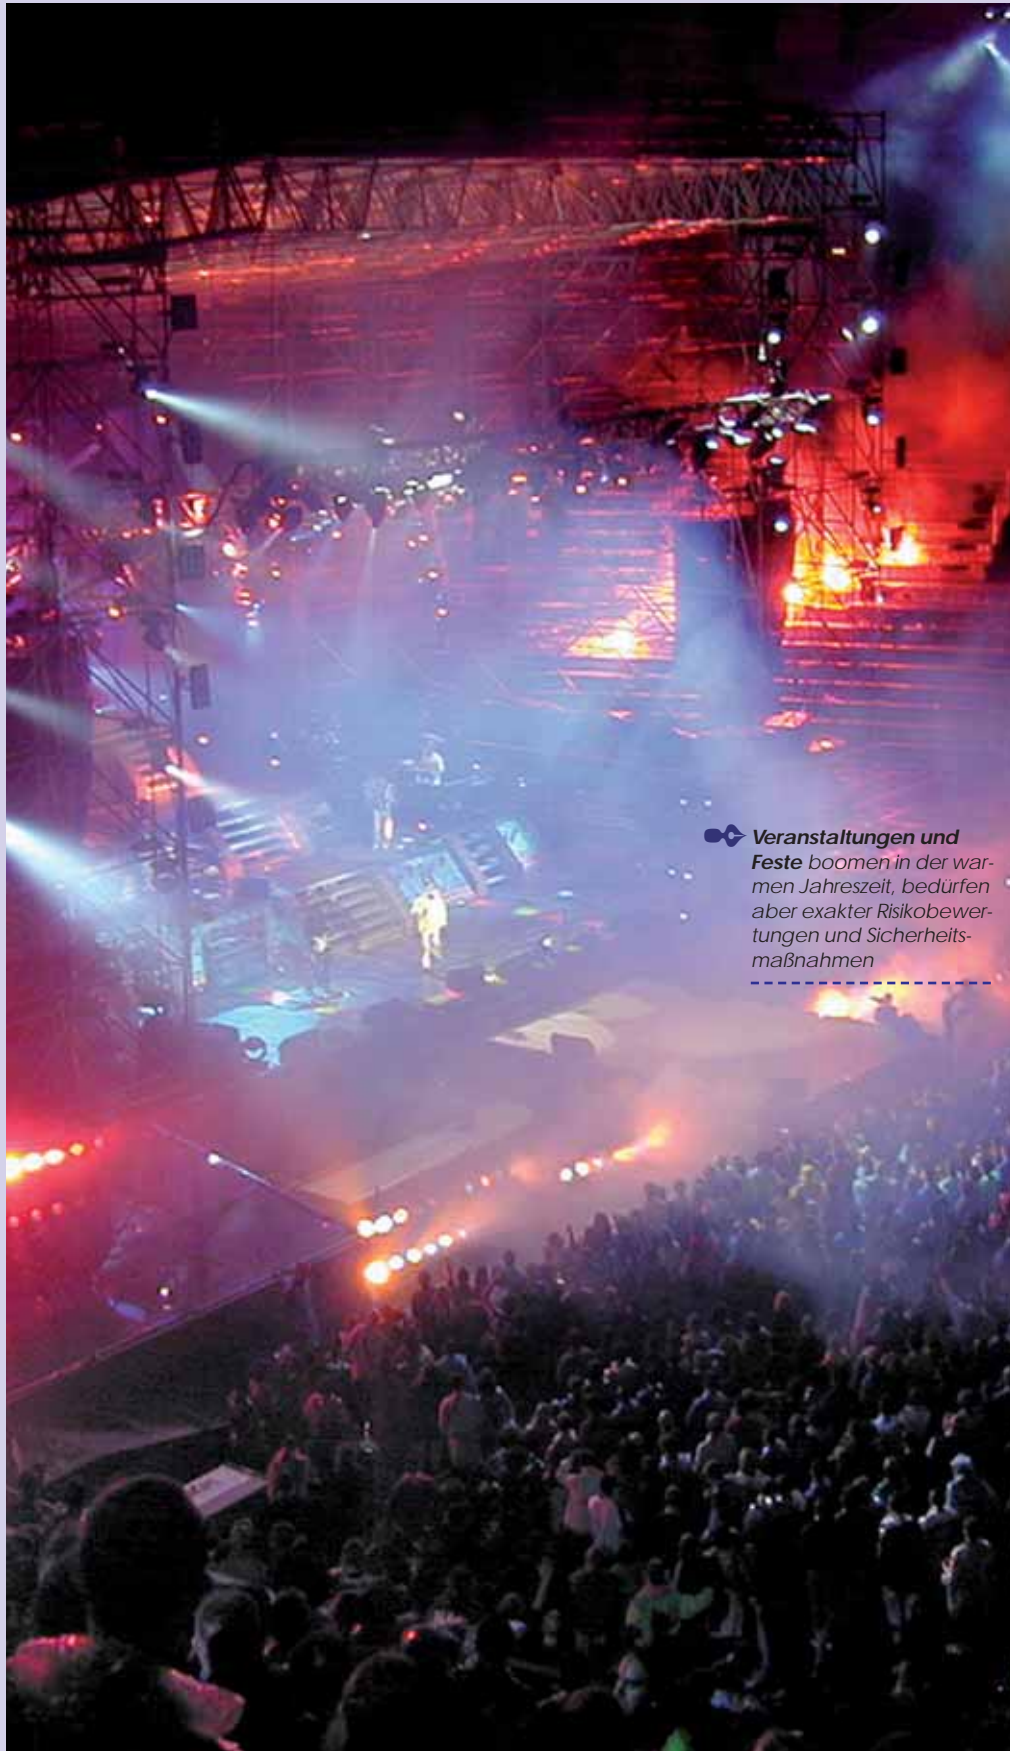 Veranstaltungen und
Feste boomen in der war-
men Jahreszeit, bedürfen
aber exakter Risikobewer-
tungen und Sicherheits-
maßnahmen